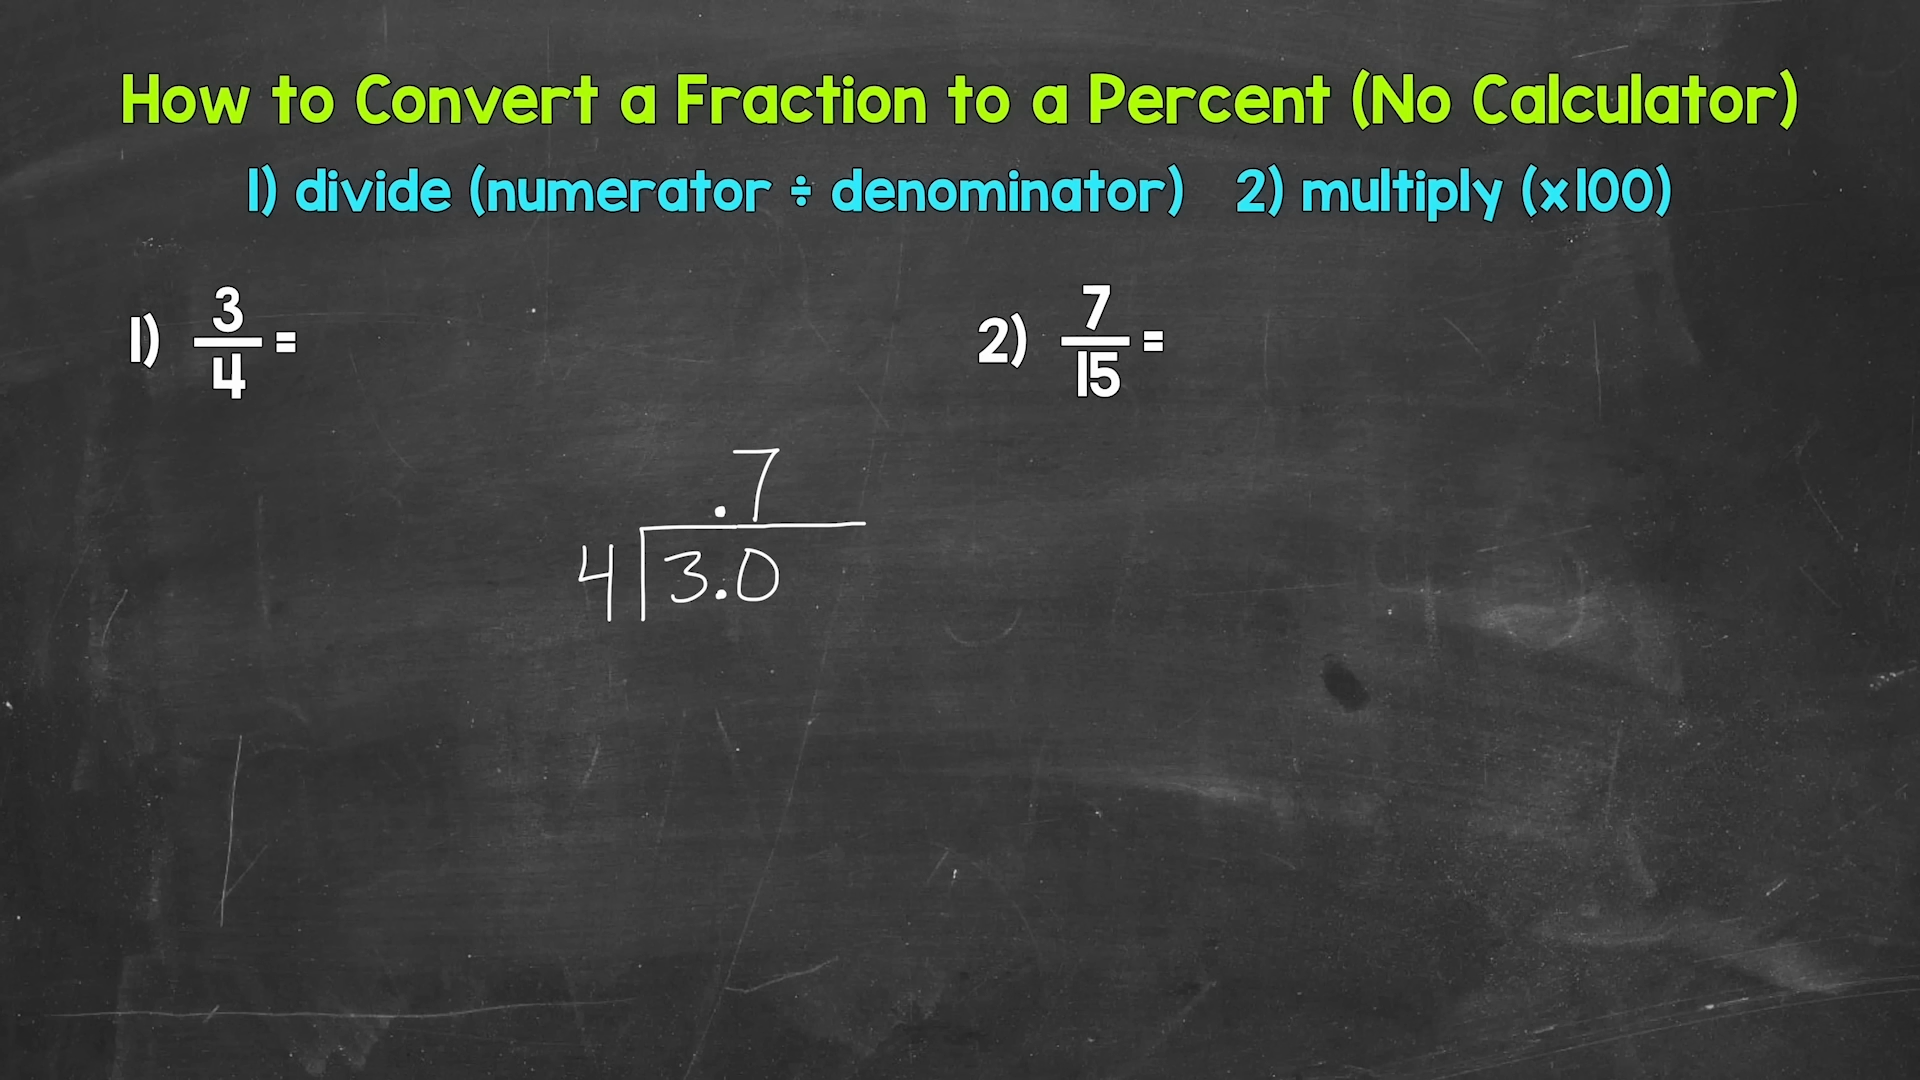 How to Convert a Fraction to a Percent (No Calculator)
1) divide (numerator ÷ denominator) 2) multiply (x100)
1) 3/4 =
2) 7/15 =
.7
4 3.0